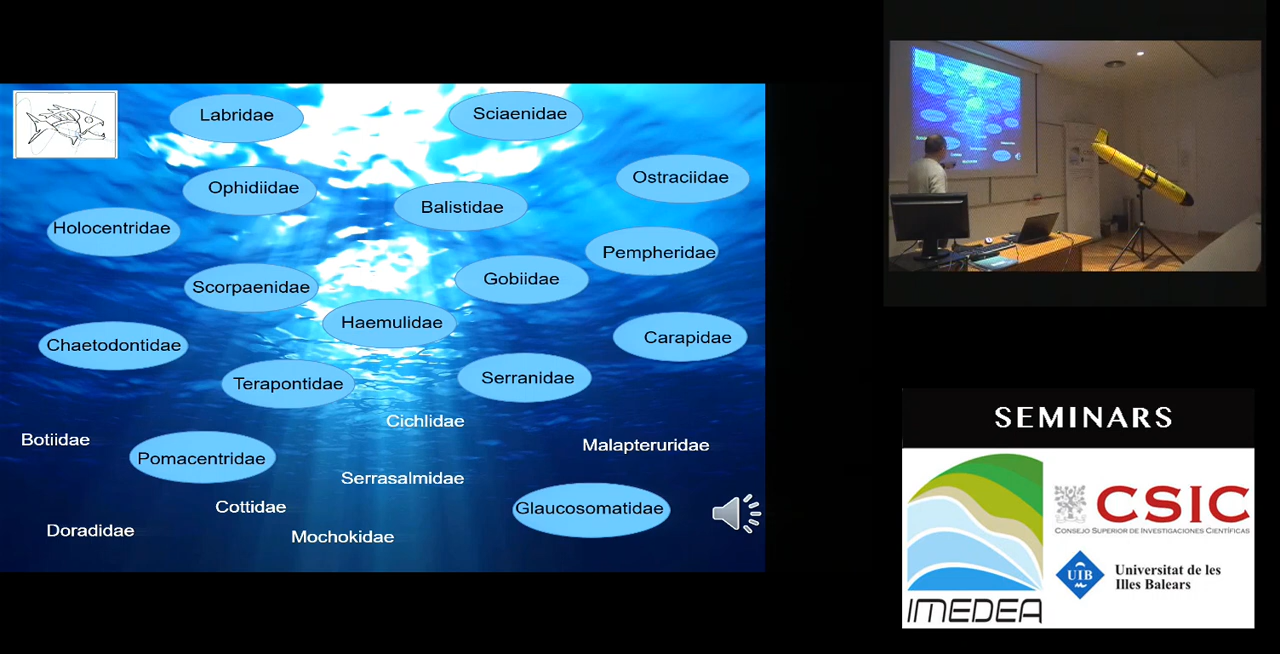 Labridae
Sciaenidae
Ophidiidae
Ostraciidae
Balistidae
Holocentridae
Pempheridae
Gobiidae
Scorpaenidae
Haemulidae
Carapidae
Chaetodontidae
Terapontidae
Serranidae
Cichlidae
Botiidae
Malapteruridae
Pomacentridae
Serrasalmidae
Cottidae
Glaucosomatidae
Doradidae
Mochokidae
SEMINARS
CSIC
CONSEJO SUPERIOR DE INVESTIGACIONES CIENTÍFICAS
UIB
Universitat de les
Illes Balears
IMEDEA